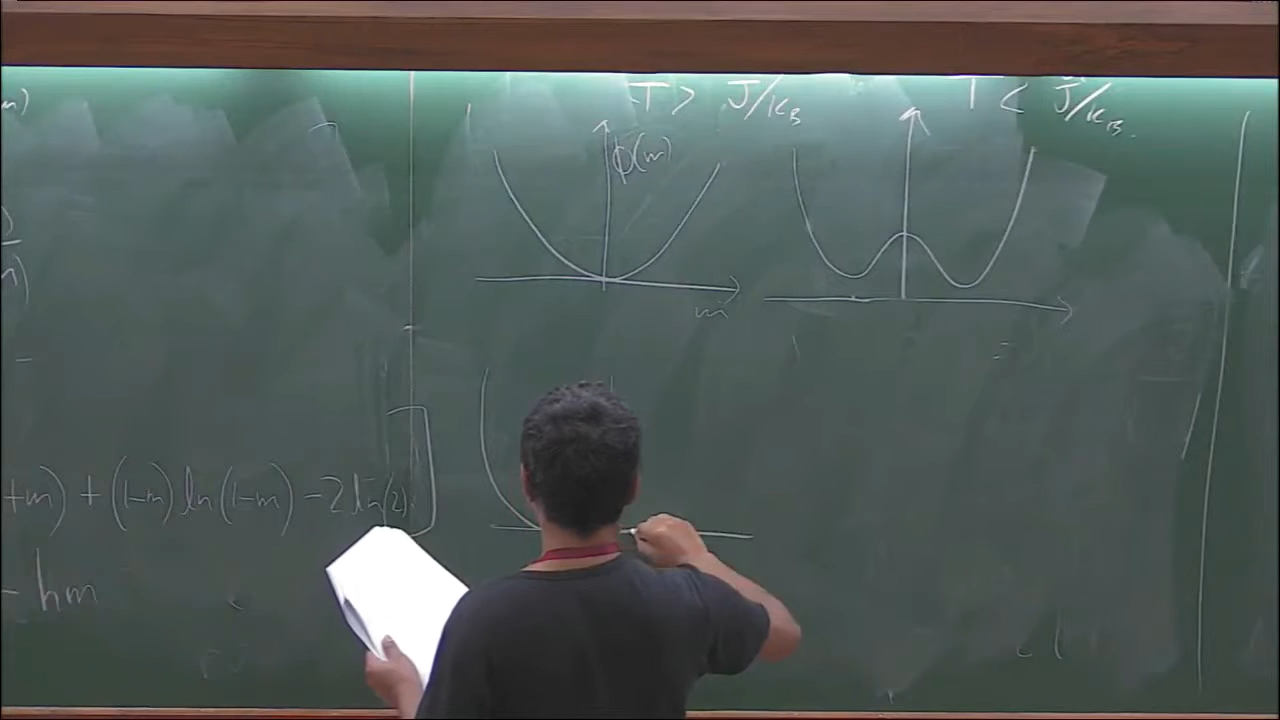 m)
m)
+m) + (1-m) ln(1-m) - 2 ln(2)]
- hm
T > J/k_B
ϕ(m)
m
T < J/k_B.